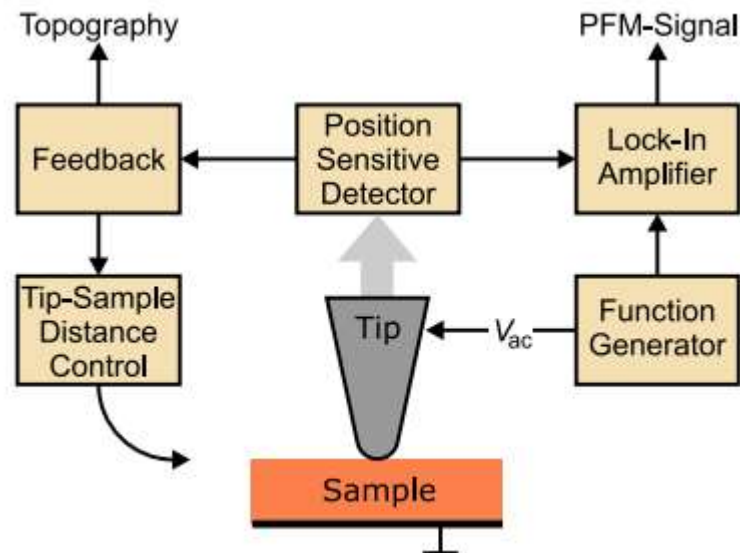 Topography
PFM-Signal
Feedback
Position
Sensitive
Detector
Lock-In
Amplifier
Tip-Sample
Distance
Control
Tip
Vac
Function
Generator
Sample